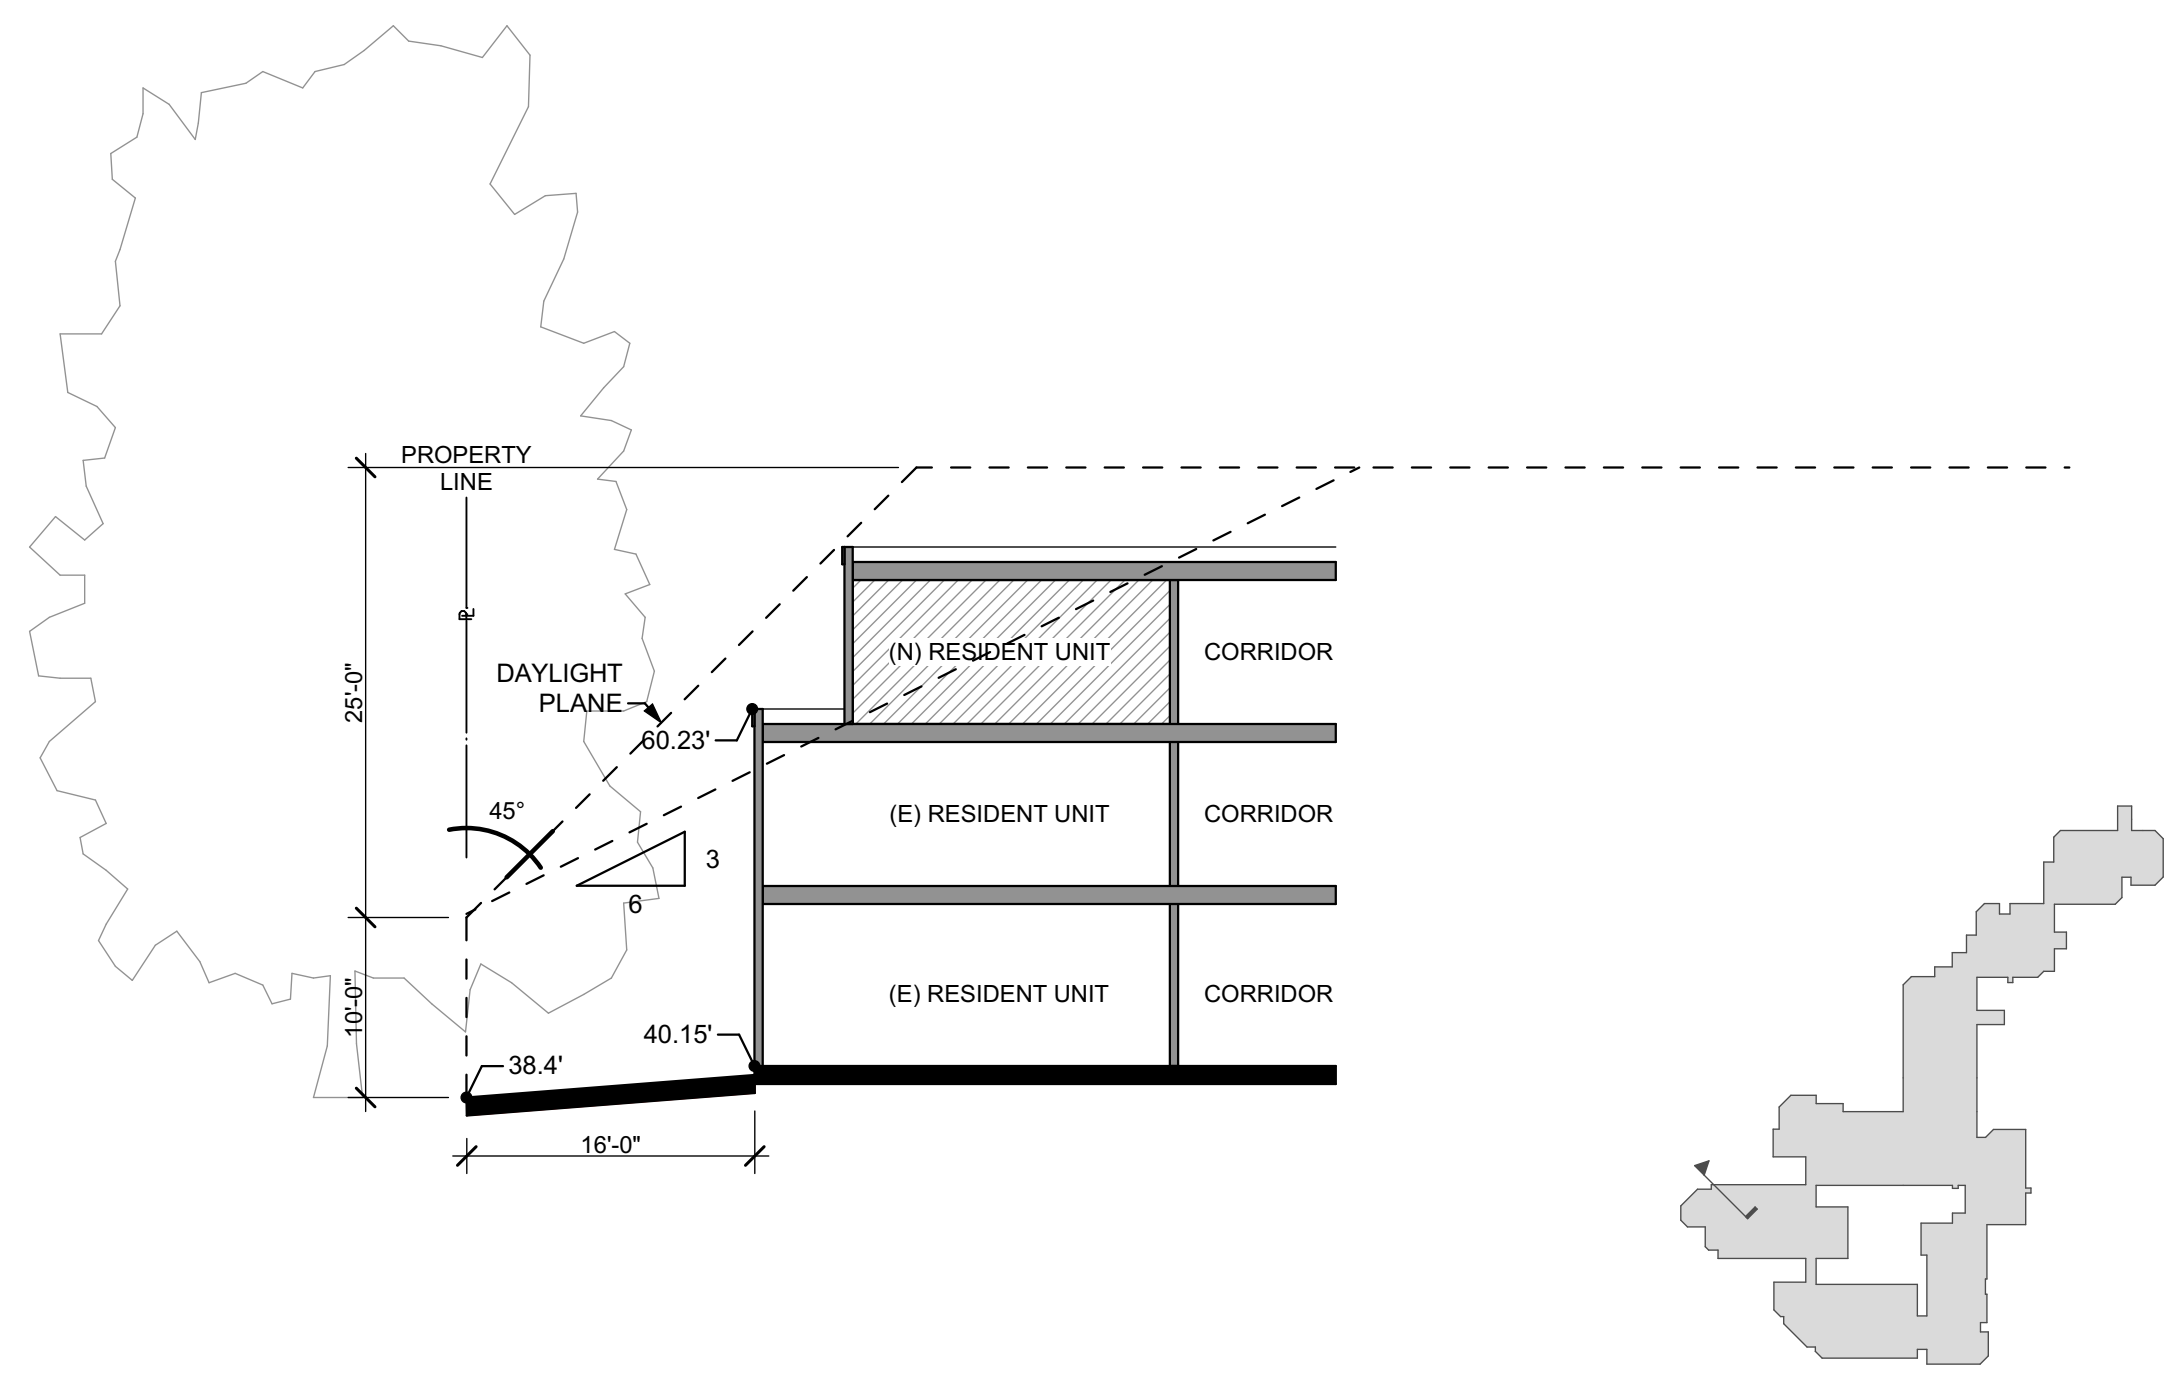 PROPERTY
LINE
PL
25'-0"
(N) RESIDENT UNIT
CORRIDOR
DAYLIGHT
PLANE
60.23'
45°
(E) RESIDENT UNIT
CORRIDOR
3
6
10'-0"
(E) RESIDENT UNIT
CORRIDOR
40.15'
38.4'
16'-0"